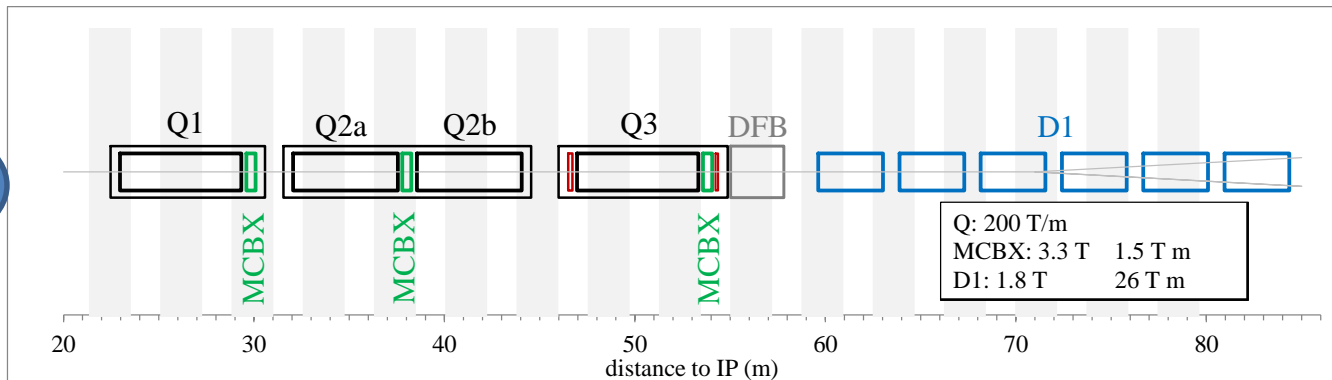 Q1
Q2a
Q2b
Q3
DFB
D1
MCBX
MCBX
MCBX
Q: 200 T/m
MCBX: 3.3 T 1.5 T m
D1: 1.8 T 26 T m
20 30 40 50 60 70 80
distance to IP (m)